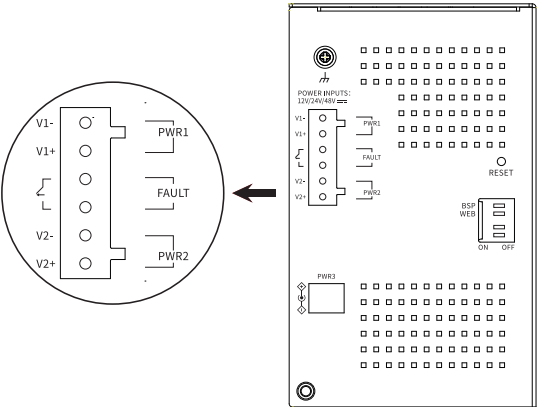 V1-
PWR1
V1+
FAULT
V2-
PWR2
V2+
POWER INPUTS:
12V/24V/48V
V1-
PWR1
V1+
FAULT
V2-
PWR2
V2+
RESET
BSP
WEB
ON OFF
PWR3